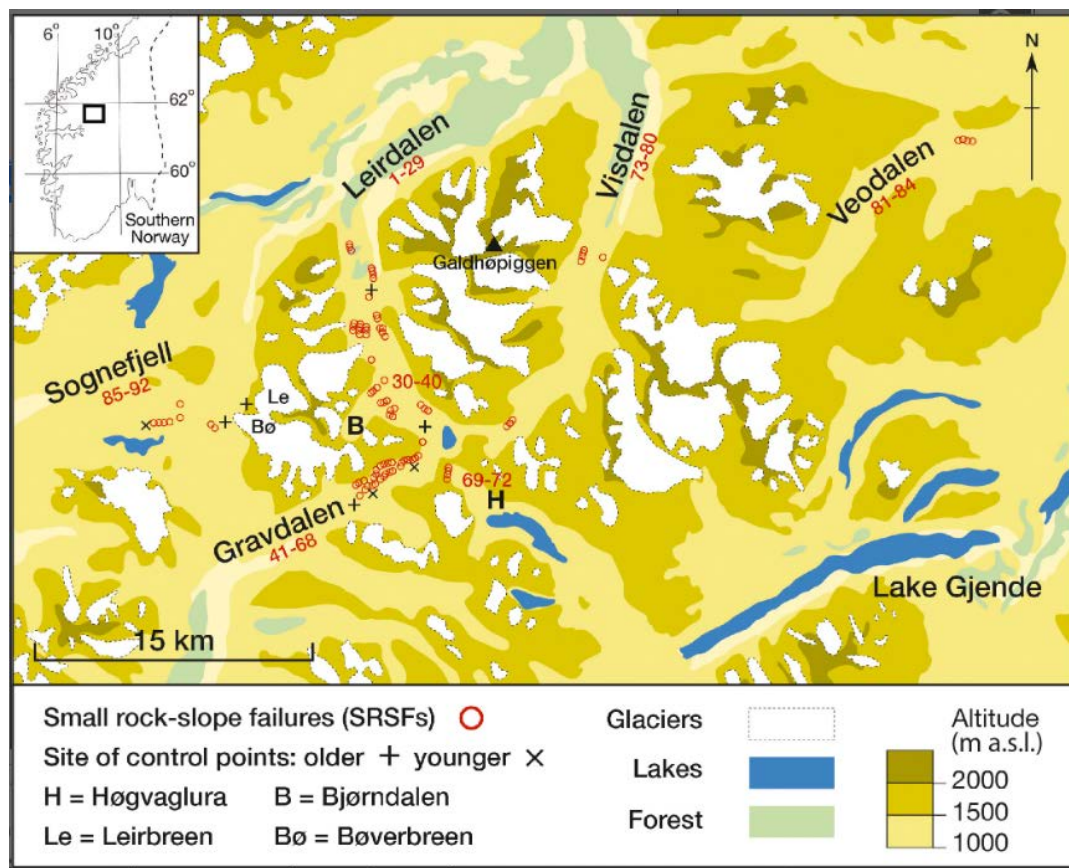 6° 10°
62°
60°
Southern
Norway
N
Leirdalen
1-29
Visdalen
73-80
Veodalen
81-84
Galdhøpiggen
Sognefjell
85-92
Le
Bø
B
30-40
69-72
H
Gravdalen
41-68
Lake Gjende
15 km
Small rock-slope failures (SRSFs)
Site of control points: older + younger ×
H = Høgvaglura B = Bjørndalen
Le = Leirbreen Bø = Bøverbreen
Glaciers
Lakes
Forest
Altitude
(m a.s.l.)
2000
1500
1000